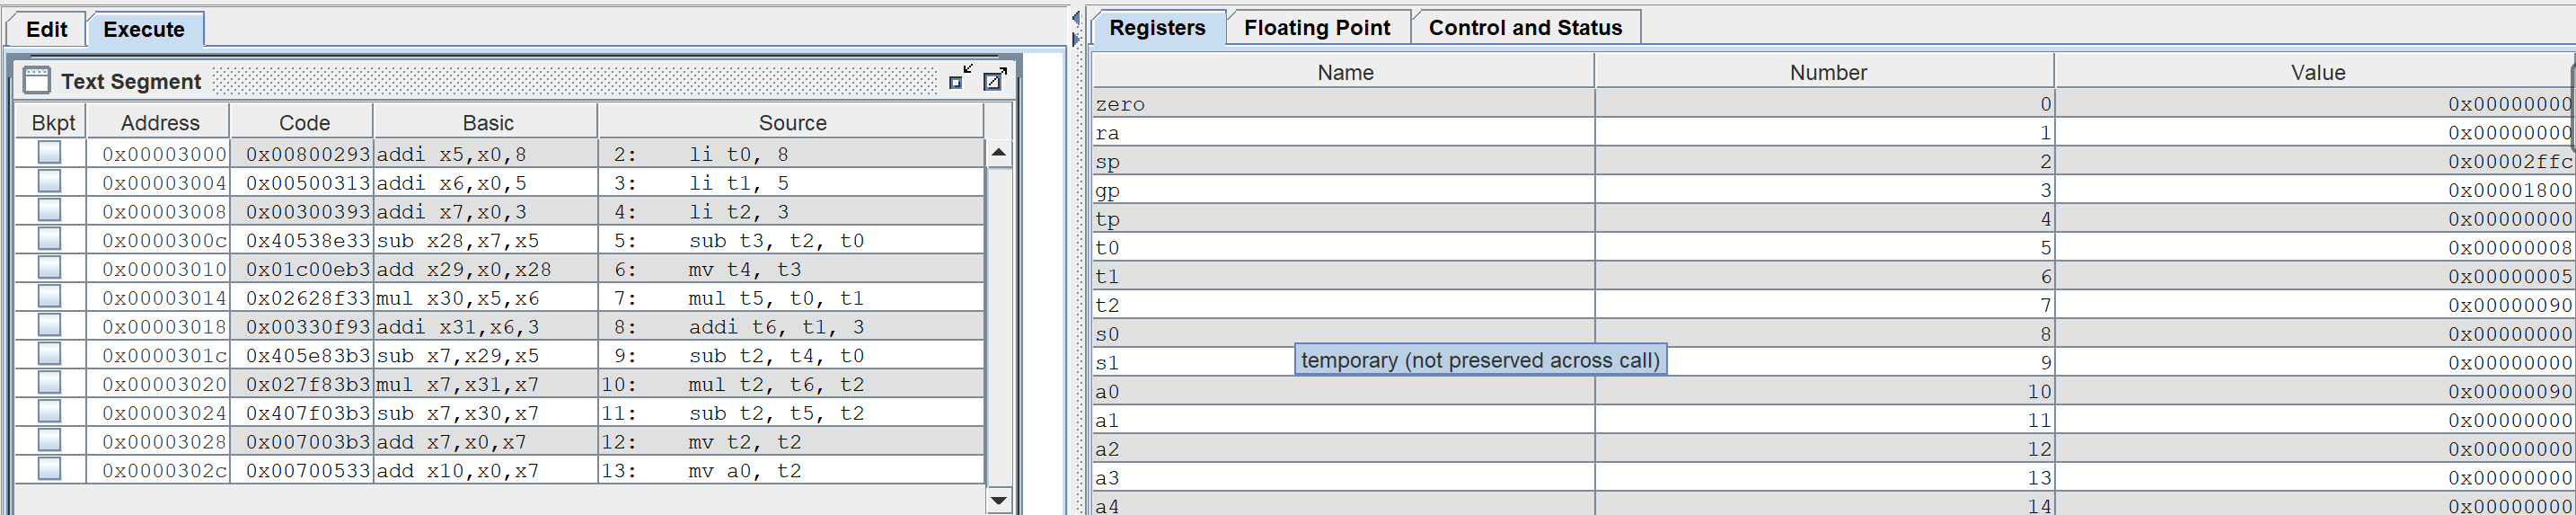 Edit Execute
Text Segment
Bkpt Address Code Basic Source
0x00003000 0x00800293 addi x5,x0,8 2: li t0, 8
0x00003004 0x00500313 addi x6,x0,5 3: li t1, 5
0x00003008 0x00300393 addi x7,x0,3 4: li t2, 3
0x0000300c 0x40538e33 sub x28,x7,x5 5: sub t3, t2, t0
0x00003010 0x01c00eb3 add x29,x0,x28 6: mv t4, t3
0x00003014 0x02628f33 mul x30,x5,x6 7: mul t5, t0, t1
0x00003018 0x00330f93 addi x31,x6,3 8: addi t6, t1, 3
0x0000301c 0x405e83b3 sub x7,x29,x5 9: sub t2, t4, t0
0x00003020 0x027f83b3 mul x7,x31,x7 10: mul t2, t6, t2
0x00003024 0x407f03b3 sub x7,x30,x7 11: sub t2, t5, t2
0x00003028 0x007003b3 add x7,x0,x7 12: mv t2, t2
0x0000302c 0x00700533 add x10,x0,x7 13: mv a0, t2
Registers Floating Point Control and Status
Name Number Value
zero 0 0x00000000
ra 1 0x00000000
sp 2 0x00002ffc
gp 3 0x00001800
tp 4 0x00000000
t0 5 0x00000008
t1 6 0x00000005
t2 7 0x00000090
s0 8 0x00000000
temporary (not preserved across call)
s1 9 0x00000000
a0 10 0x00000090
a1 11 0x00000000
a2 12 0x00000000
a3 13 0x00000000
a4 14 0x00000000